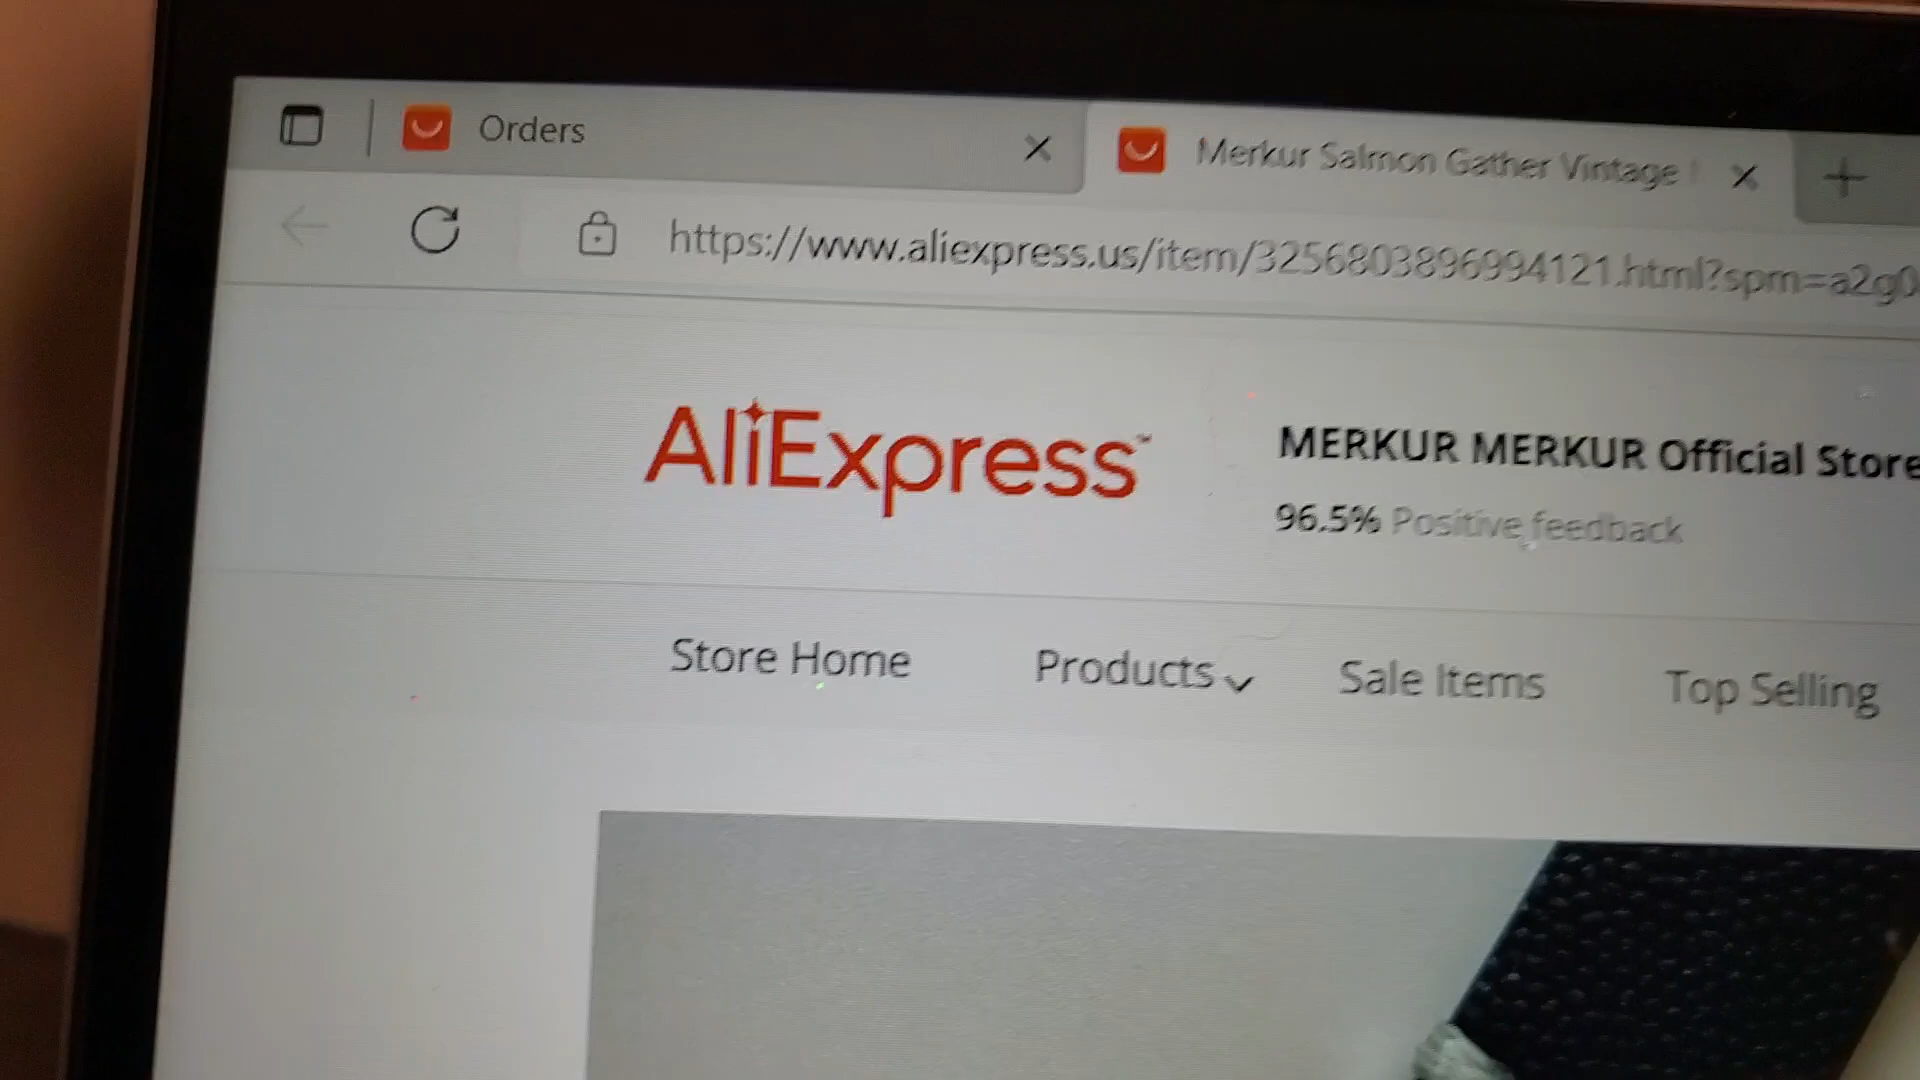 Orders
Merkur Salmon Gather Vintage
https://www.aliexpress.us/item/3256803896994121.html?spm=a2g0
AliExpress™
MERKUR MERKUR Official Store
96.5% Positive feedback
Store Home Products Sale Items Top Selling